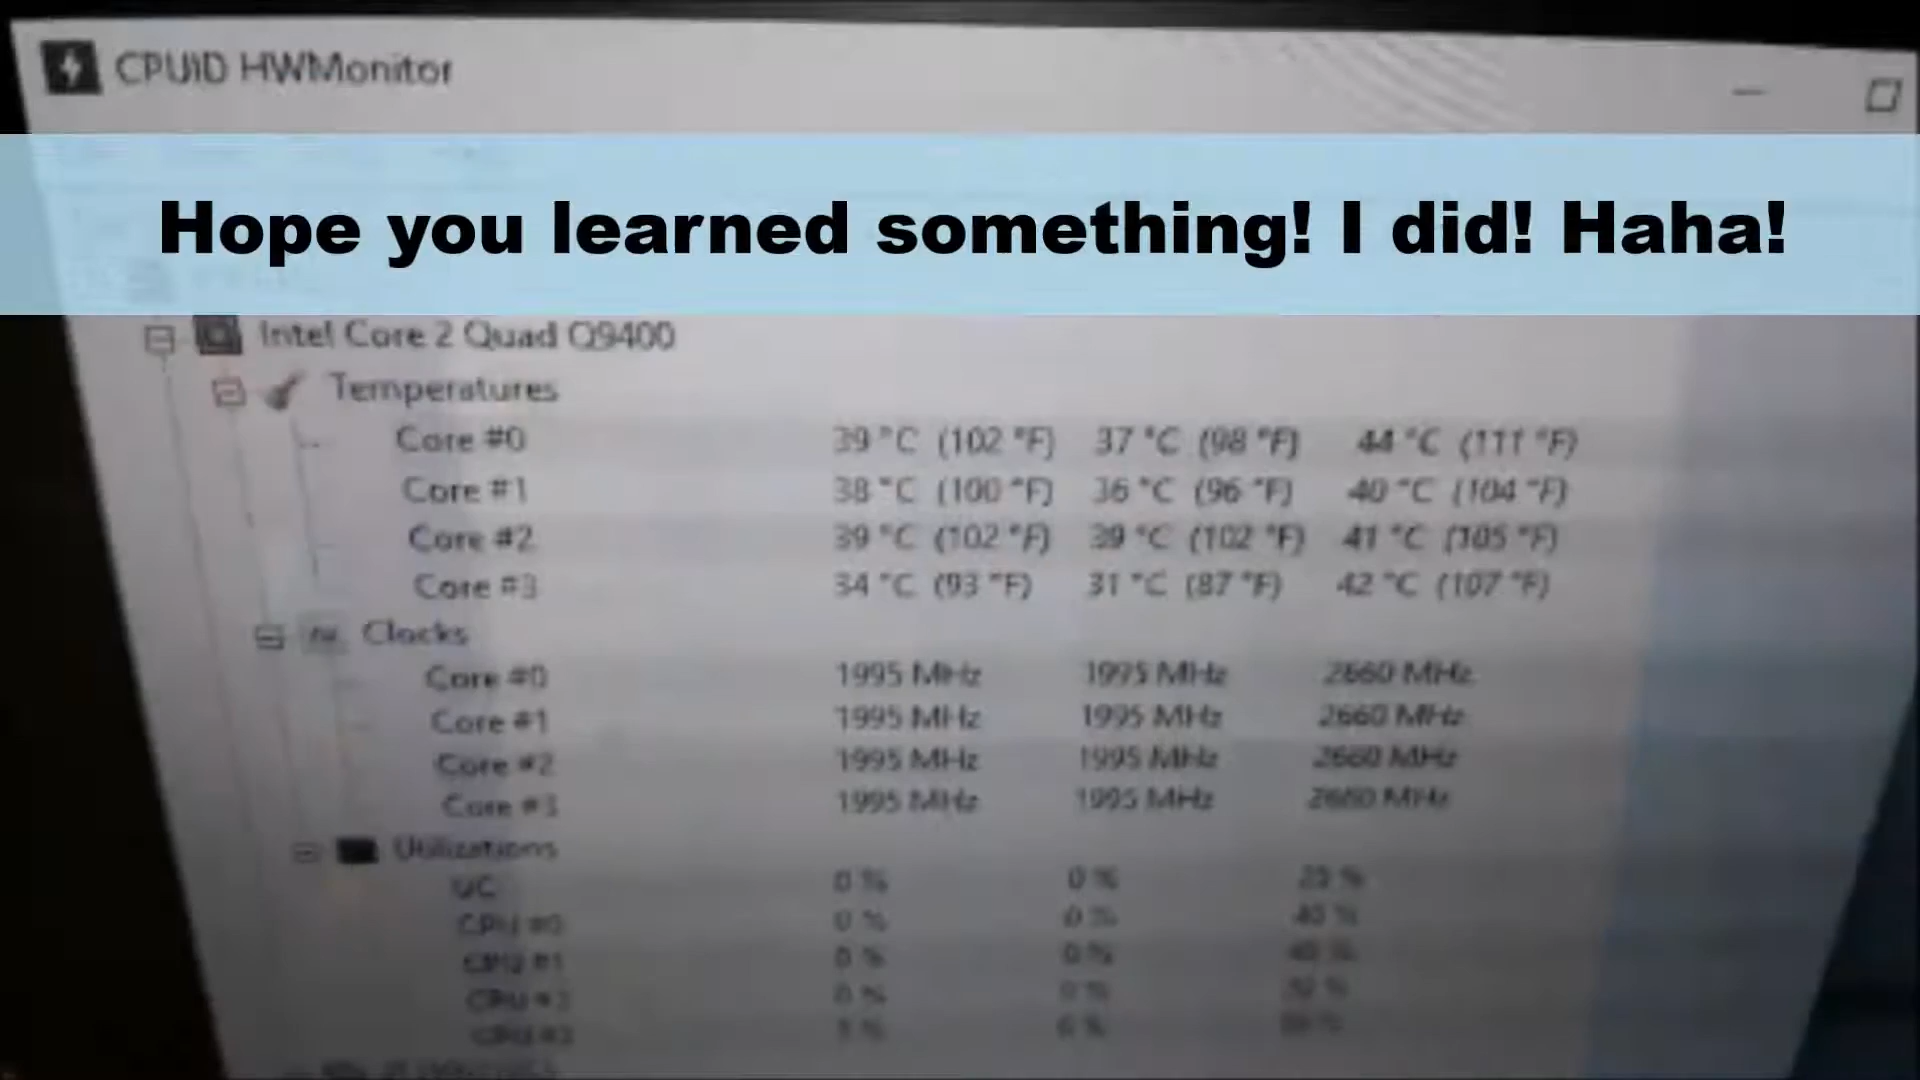 CPUID HWMonitor
Hope you learned something! I did! Haha!
Intel Core 2 Quad Q9400
Temperatures
Core #0 39 °C (102 °F) 37 °C (98 °F) 44 °C (111 °F)
Core #1 38 °C (100 °F) 36 °C (96 °F) 40 °C (104 °F)
Core #2 39 °C (102 °F) 39 °C (102 °F) 41 °C (105 °F)
Core #3 34 °C (93 °F) 31 °C (87 °F) 42 °C (107 °F)
Clocks
Core #0 1995 MHz 1995 MHz 2660 MHz
Core #1 1995 MHz 1995 MHz 2660 MHz
Core #2 1995 MHz 1995 MHz 2660 MHz
Core #3 1995 MHz 1995 MHz 2660 MHz
Utilizations
UC 0 % 0 %
CPU #0 0 % 0 %
CPU #1 0 % 0 %
CPU #2 0 % 0 %
CPU #3